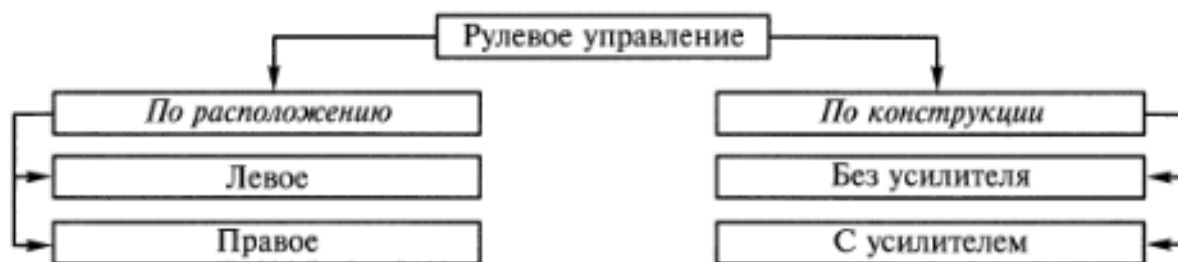 Рулевое управление
По расположению
Левое
Правое
По конструкции
Без усилителя
С усилителем